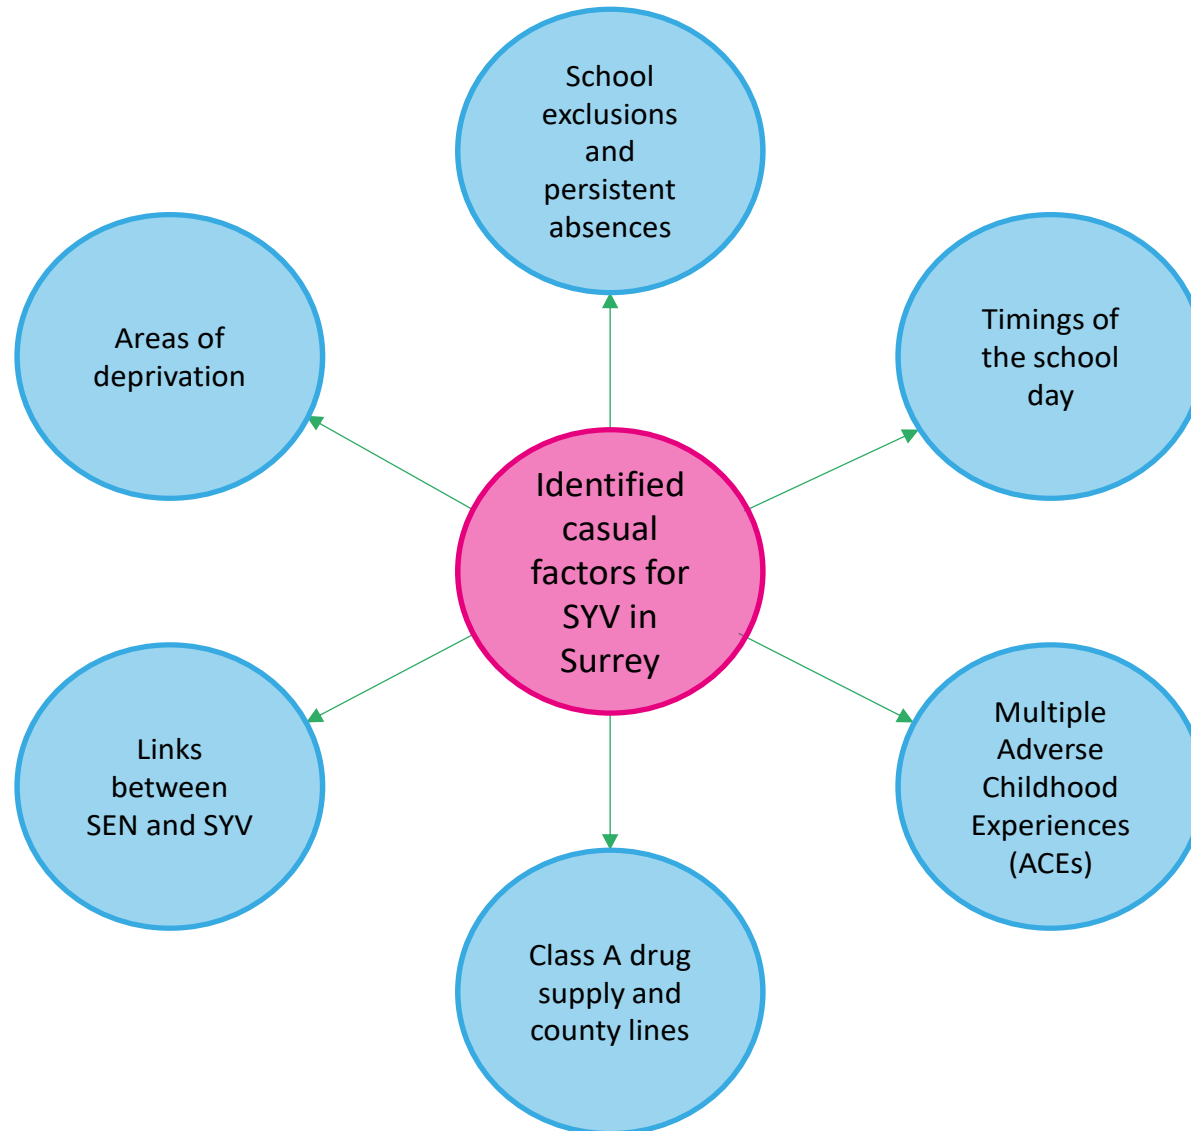 School
exclusions
and
persistent
absences
Areas of
deprivation
Timings of
the school
day
Identified
casual
factors for
SYV in
Surrey
Links
between
SEN and SYV
Multiple
Adverse
Childhood
Experiences
(ACEs)
Class A drug
supply and
county lines